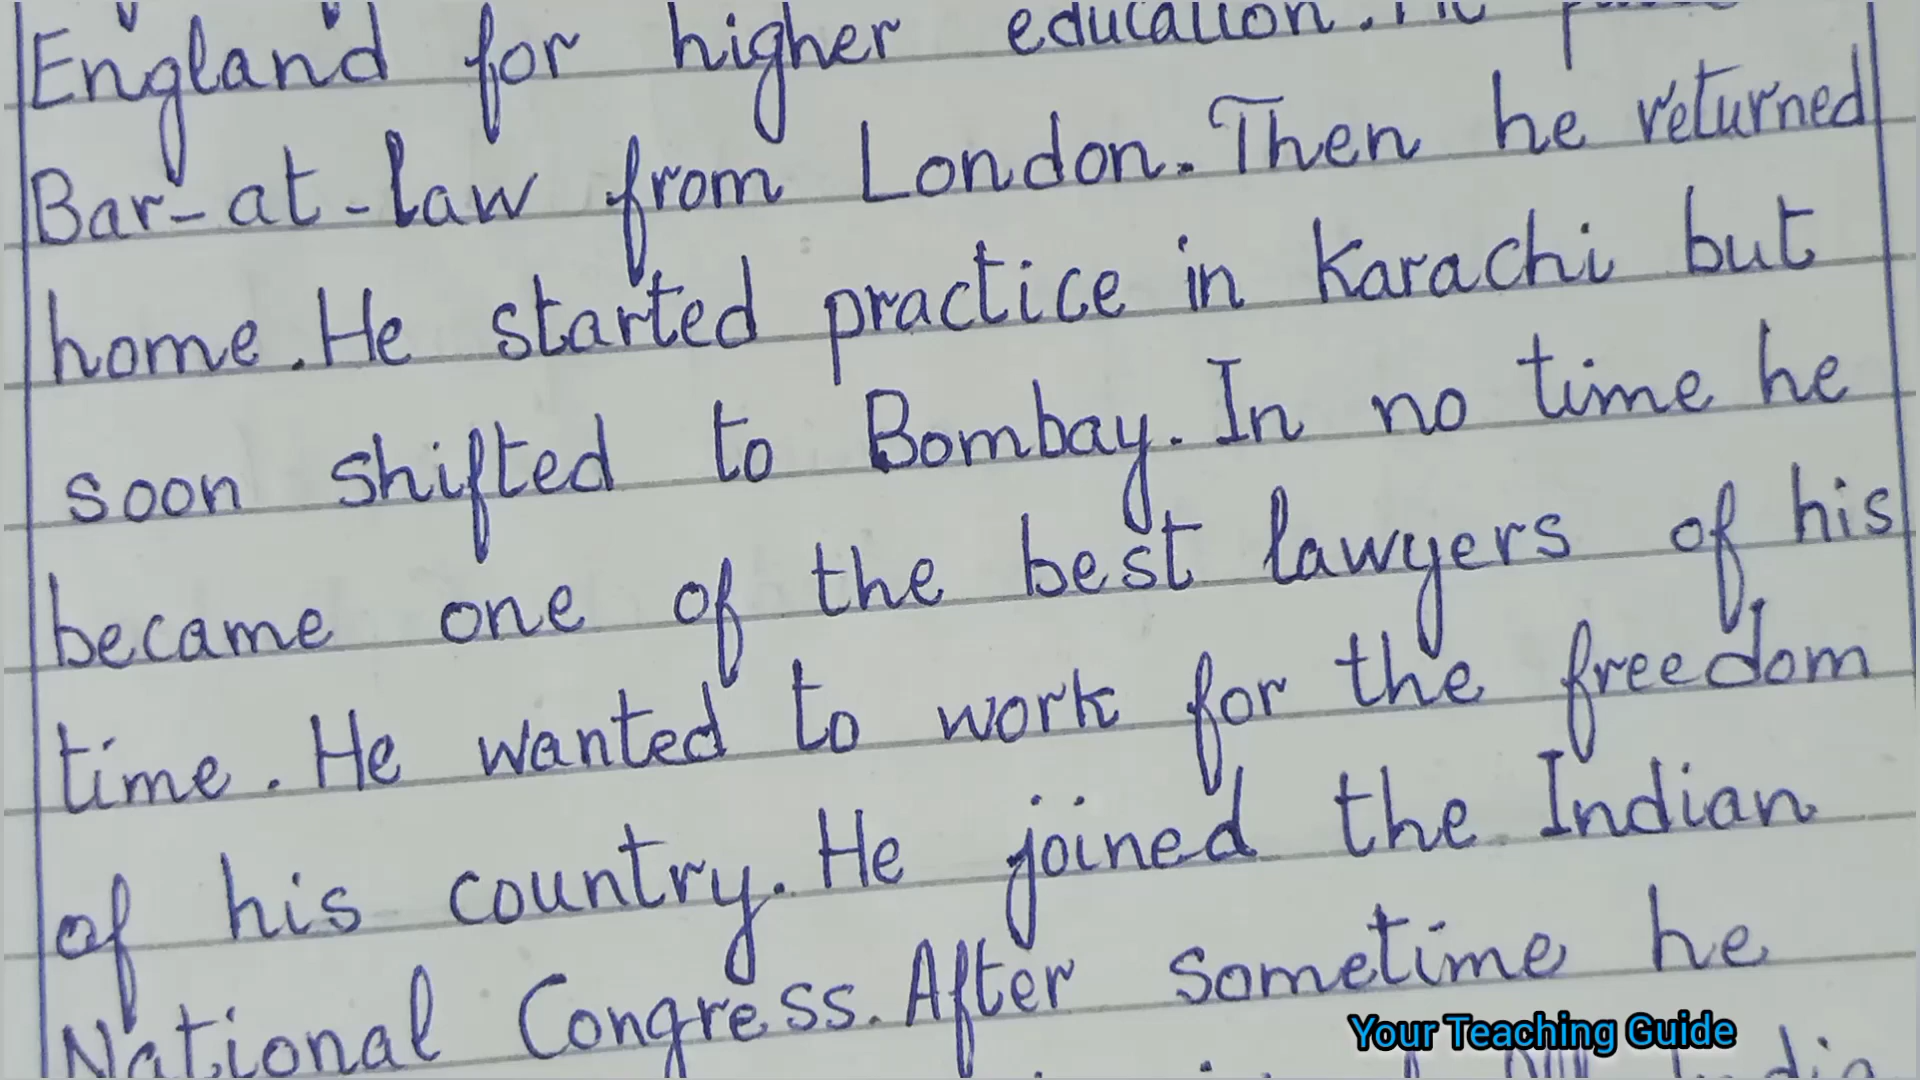 England for higher education. He
Bar-at-law from London. Then he returned
home. He started practice in Karachi but
soon shifted to Bombay. In no time he
became one of the best lawyers of his
time. He wanted to work for the freedom
of his country. He joined the Indian
National Congress. After sometime he
Your Teaching Guide